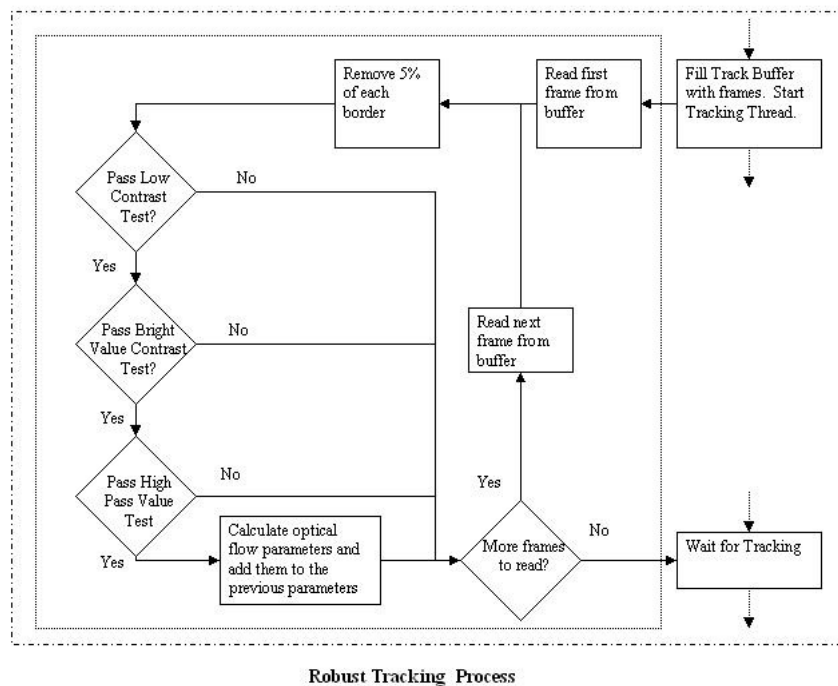 Remove 5%
of each
border
Read first
frame from
buffer
Fill Track Buffer
with frames.  Start
Tracking Thread.
Pass Low
Contrast
Test?
No
Yes
Pass Bright
Value Contrast
Test?
No
Read next
frame from
buffer
Yes
Pass High
Pass Value
Test
No
Yes
Calculate optical
flow parameters and
add them to the
previous parameters
Yes
More frames
to read?
No
Wait for Tracking
Robust Tracking  Process